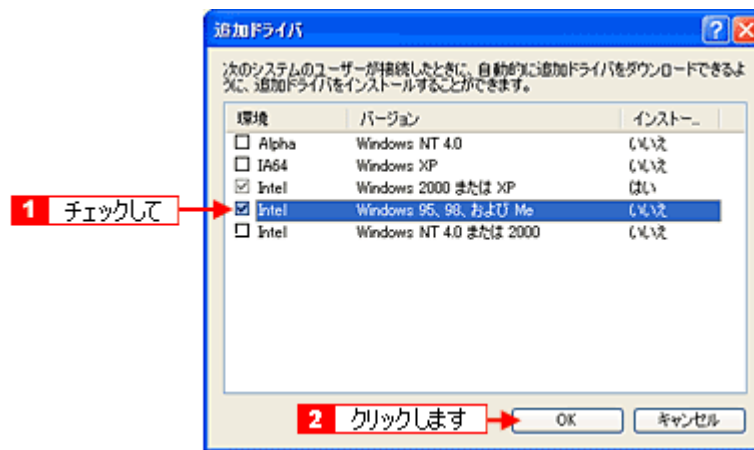 追加ドライバ
次のシステムのユーザーが接続したときに、自動的に追加ドライバをダウンロードできるよ
うに、追加ドライバをインストールすることができます。
環境 バージョン インストー...
Alpha Windows NT 4.0 いいえ
IA64 Windows XP いいえ
Intel Windows 2000 または XP はい
1 チェックして
Intel Windows 95、98、および Me いいえ
Intel Windows NT 4.0 または 2000 いいえ
2 クリックします
OK キャンセル